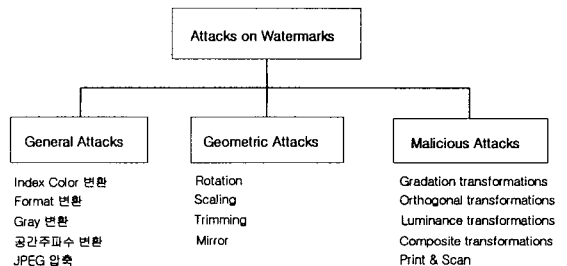 Attacks on Watermarks
General Attacks
Geometric Attacks
Malicious Attacks
Index Color 변환
Format 변환
Gray 변환
공간주파수 변환
JPEG 압축
Rotation
Scaling
Trimming
Mirror
Gradation transformations
Orthogonal transformations
Luminance transformations
Composite transformations
Print & Scan